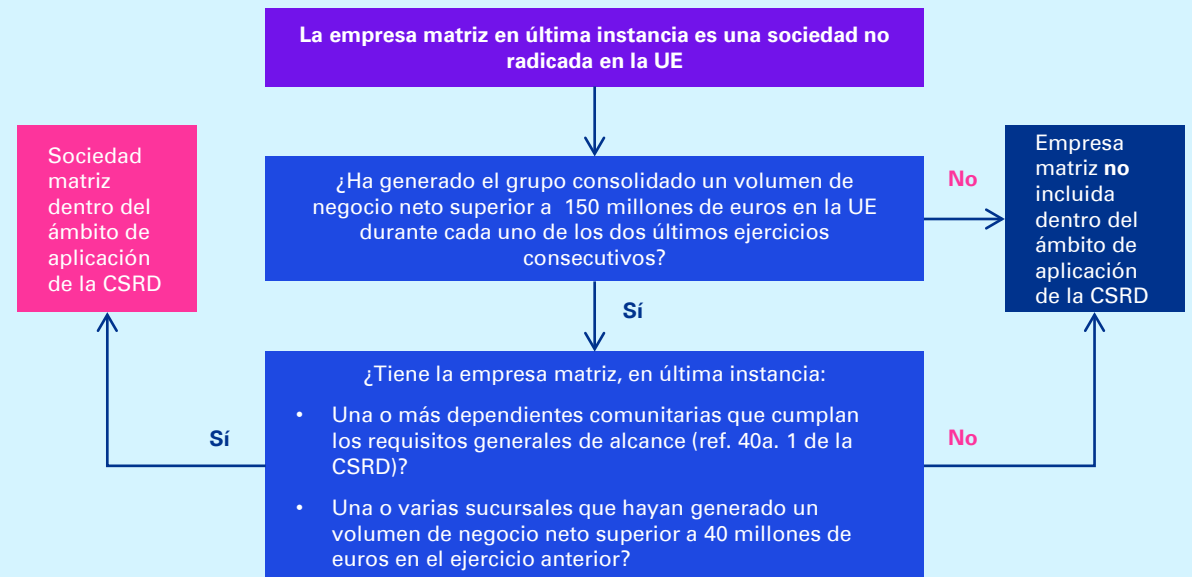 La empresa matriz en última instancia es una sociedad no
radicada en la UE
Sociedad
matriz
dentro del
ámbito de
aplicación
de la CSRD
¿Ha generado el grupo consolidado un volumen de
negocio neto superior a 150 millones de euros en la UE
durante cada uno de los dos últimos ejercicios
consecutivos?
No
Empresa
matriz no
incluida
dentro del
ámbito de
aplicación
de la CSRD
Sí
¿Tiene la empresa matriz, en última instancia:
• Una o más dependientes comunitarias que cumplan
los requisitos generales de alcance (ref. 40a. 1 de la
CSRD)?
• Una o varias sucursales que hayan generado un
volumen de negocio neto superior a 40 millones de
euros en el ejercicio anterior?
Sí
No